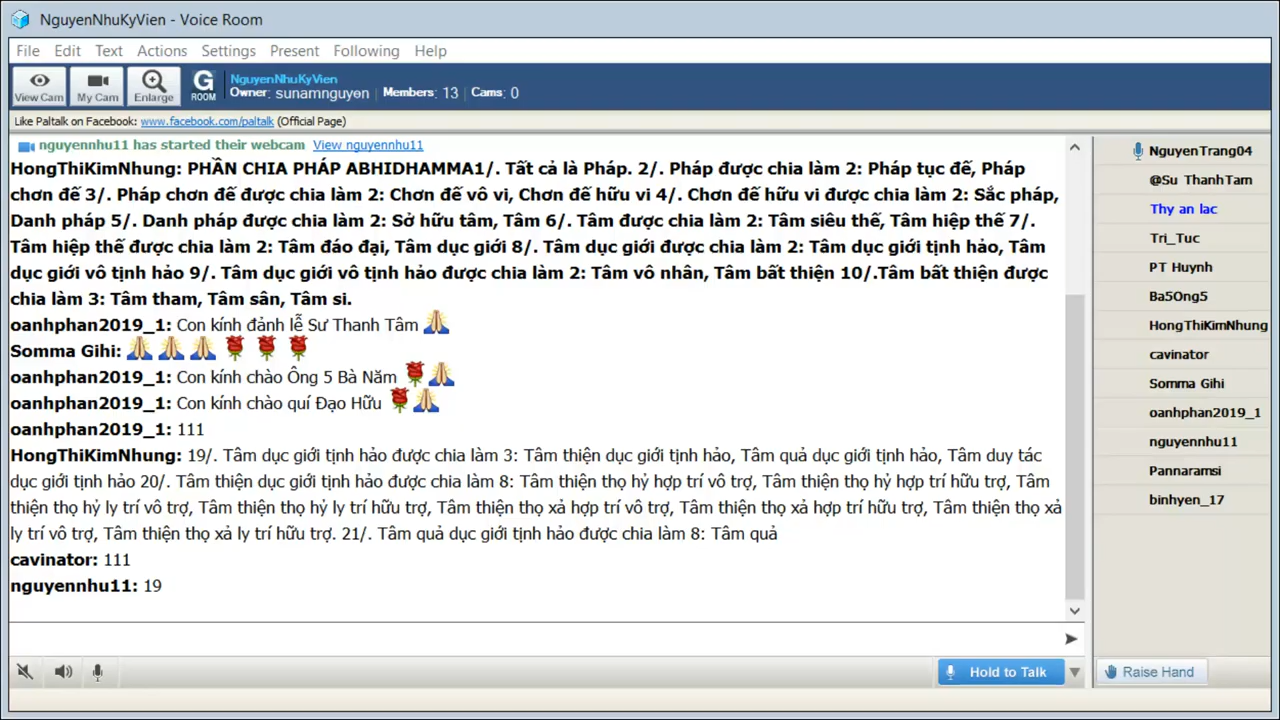 NguyenNhuKyVien - Voice Room
File Edit Text Actions Settings Present Following Help
View Cam My Cam Enlarge G ROOM NguyenNhuKyVien
Owner: sunamnguyen | Members: 13 | Cams: 0
Like Paltalk on Facebook: www.facebook.com/paltalk (Official Page)
nguyennhu11 has started their webcam View nguyennhu11
HongThiKimNhung: PHẦN CHIA PHÁP ABHIDHAMMA1/. Tất cả là Pháp. 2/. Pháp được chia làm 2: Pháp tục đế, Pháp
chơn đế 3/. Pháp chơn đế được chia làm 2: Chơn đế vô vi, Chơn đế hữu vi 4/. Chơn đế hữu vi được chia làm 2: Sắc pháp,
Danh pháp 5/. Danh pháp được chia làm 2: Sở hữu tâm, Tâm 6/. Tâm được chia làm 2: Tâm siêu thế, Tâm hiệp thế 7/.
Tâm hiệp thế được chia làm 2: Tâm đáo đại, Tâm dục giới 8/. Tâm dục giới được chia làm 2: Tâm dục giới tịnh hảo, Tâm
dục giới vô tịnh hảo 9/. Tâm dục giới vô tịnh hảo được chia làm 2: Tâm vô nhân, Tâm bất thiện 10/.Tâm bất thiện được
chia làm 3: Tâm tham, Tâm sân, Tâm si.
oanhphan2019_1: Con kính đảnh lễ Sư Thanh Tâm 🙏
Somma Gihi: 🙏 🙏 🙏 🌹 🌹 🌹
oanhphan2019_1: Con kính chào Ông 5 Bà Năm 🌹🙏
oanhphan2019_1: Con kính chào quí Đạo Hữu 🌹🙏
oanhphan2019_1: 111
HongThiKimNhung: 19/. Tâm dục giới tịnh hảo được chia làm 3: Tâm thiện dục giới tịnh hảo, Tâm quả dục giới tịnh hảo, Tâm duy tác
dục giới tịnh hảo 20/. Tâm thiện dục giới tịnh hảo được chia làm 8: Tâm thiện thọ hỷ hợp trí vô trợ, Tâm thiện thọ hỷ hợp trí hữu trợ, Tâm
thiện thọ hỷ ly trí vô trợ, Tâm thiện thọ hỷ ly trí hữu trợ, Tâm thiện thọ xả hợp trí vô trợ, Tâm thiện thọ xả hợp trí hữu trợ, Tâm thiện thọ xả
ly trí vô trợ, Tâm thiện thọ xả ly trí hữu trợ. 21/. Tâm quả dục giới tịnh hảo được chia làm 8: Tâm quả
cavinator: 111
nguyennhu11: 19
Hold to Talk
NguyenTrang04
@Su ThanhTam
Thy an lac
Tri_Tuc
PT Huynh
Ba5Ong5
HongThiKimNhung
cavinator
Somma Gihi
oanhphan2019_1
nguyennhu11
Pannaramsi
binhyen_17
Raise Hand